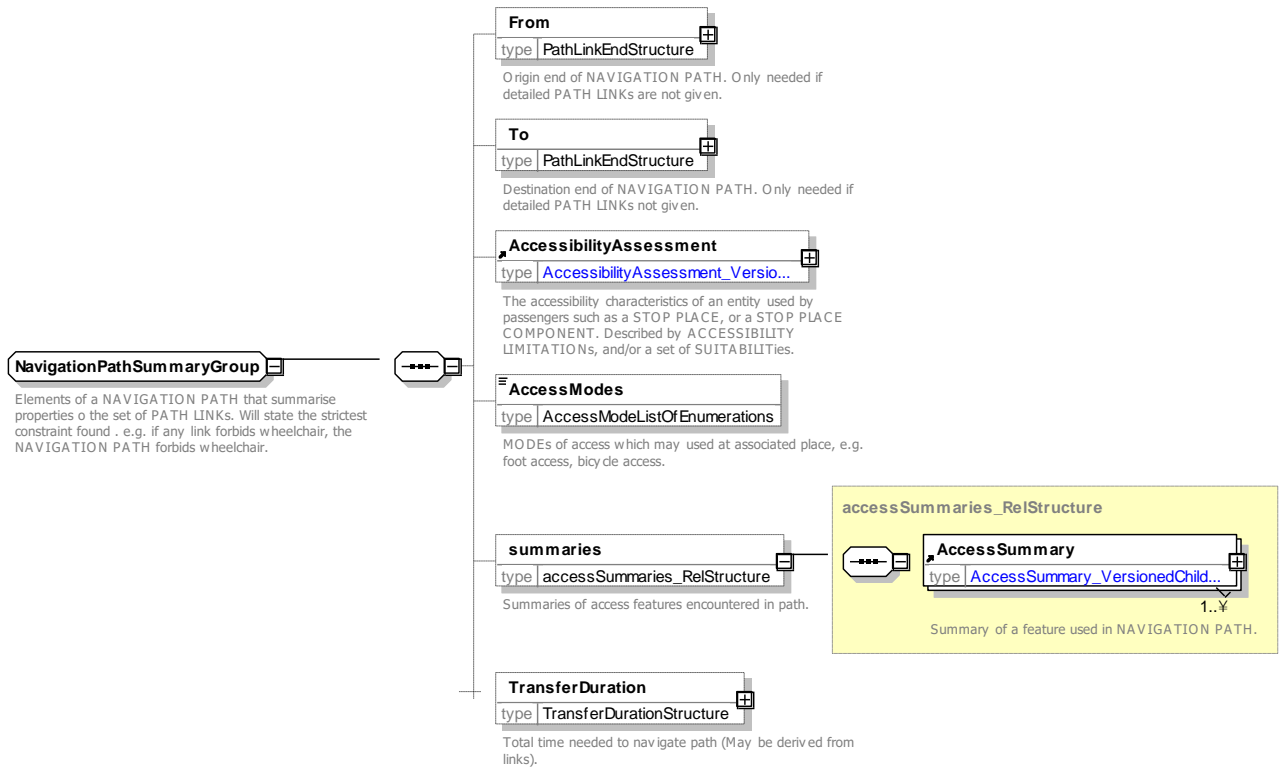 From
type PathLinkEndStructure
Origin end of NAVIGATION PATH. Only needed if
detailed PATH LINKs are not given.
To
type PathLinkEndStructure
Destination end of NAVIGATION PATH. Only needed if
detailed PATH LINKs not given.
AccessibilityAssessment
type AccessibilityAssessment_Versio...
The accessibility characteristics of an entity used by
passengers such as a STOP PLACE, or a STOP PLACE
COMPONENT. Described by ACCESSIBILITY
LIMITATIONs, and/or a set of SUITABILITies.
NavigationPathSummaryGroup
Elements of a NAVIGATION PATH that summarise
properties o the set of PATH LINKs. Will state the strictest
constraint found . e.g. if any link forbids wheelchair, the
NAVIGATION PATH forbids wheelchair.
AccessModes
type AccessModeListOfEnumerations
MODEs of access which may used at associated place, e.g.
foot access, bicycle access.
summaries
type accessSummaries_RelStructure
Summaries of access features encountered in path.
accessSummaries_RelStructure
AccessSummary
type AccessSummary_VersionedChild...
1..¥
Summary of a feature used in NAVIGATION PATH.
TransferDuration
type TransferDurationStructure
Total time needed to navigate path (May be derived from
links).